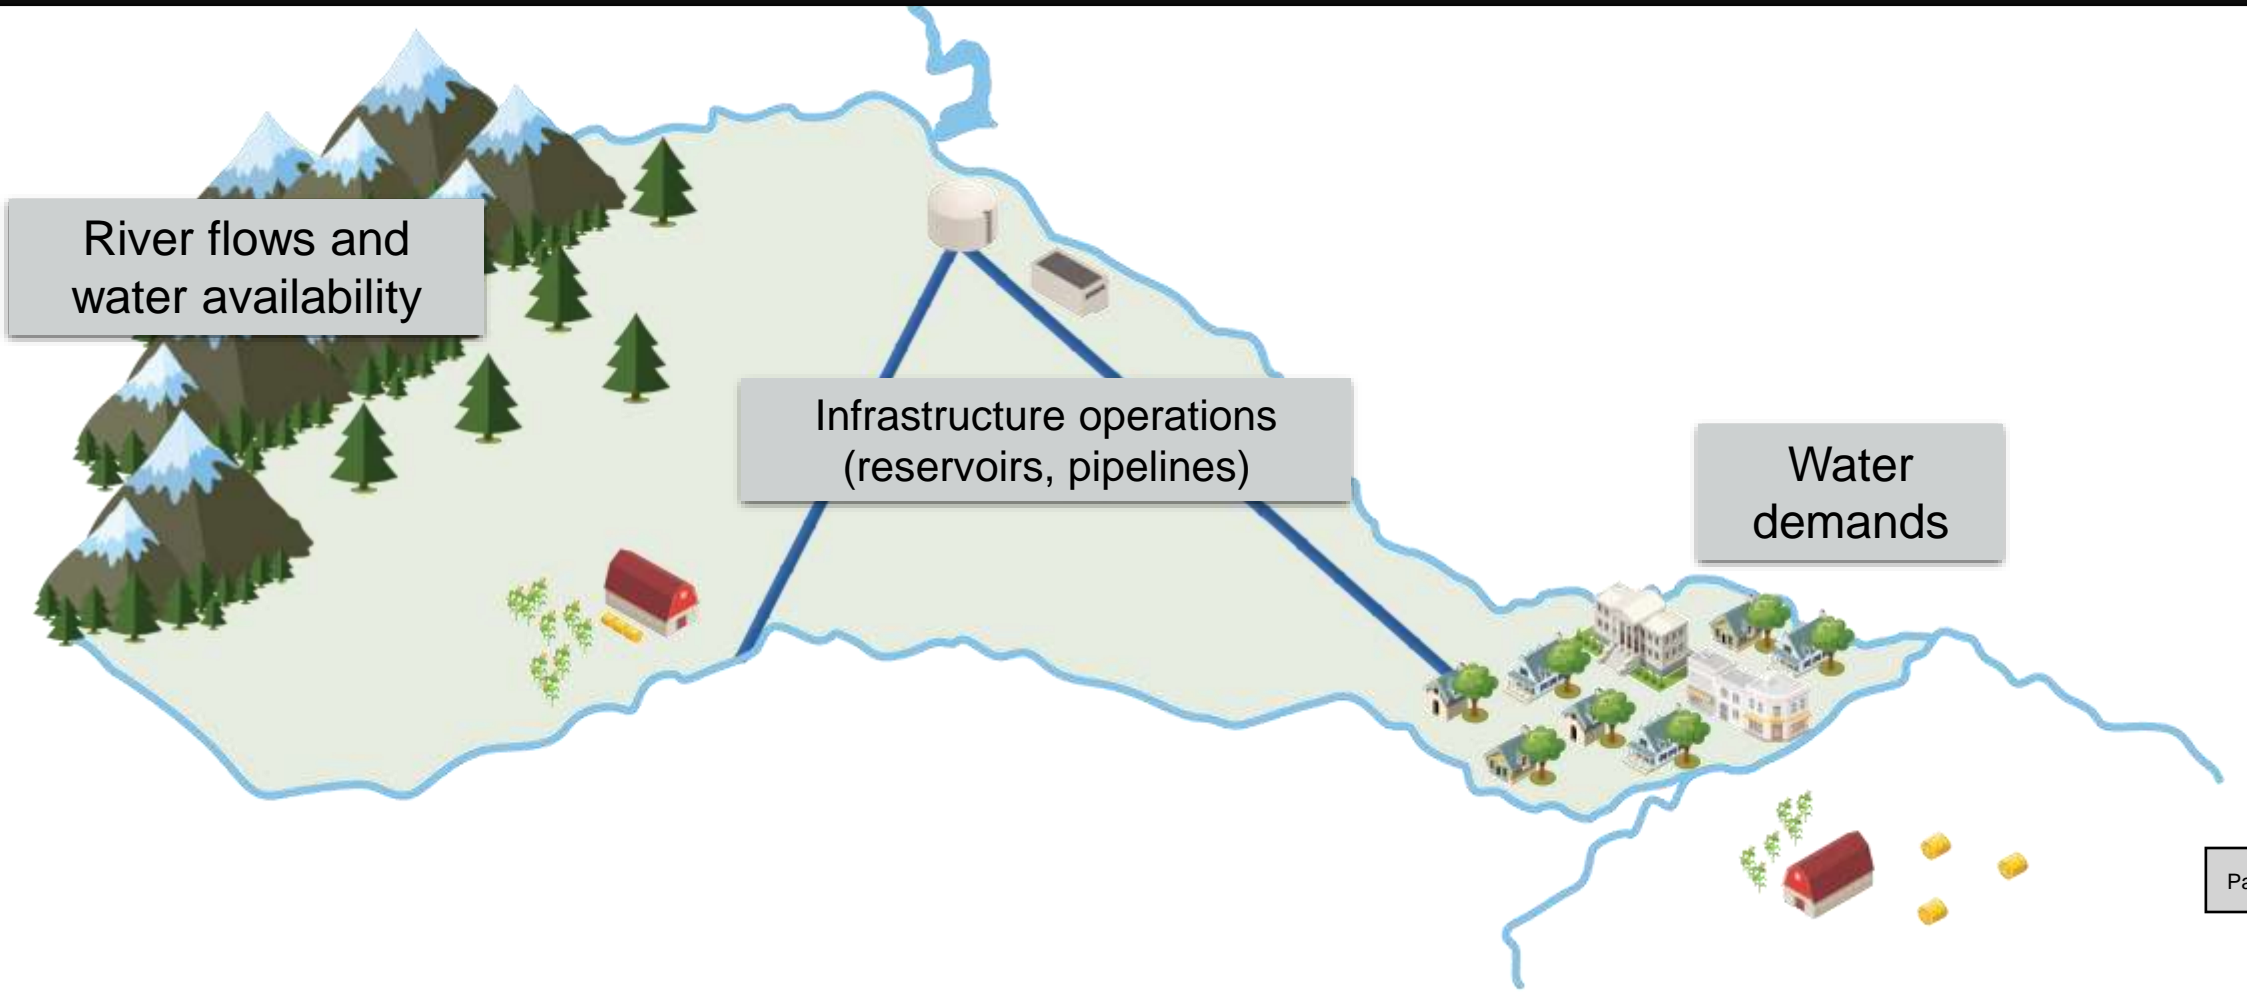 River flows and
water availability
Infrastructure operations
(reservoirs, pipelines)
Water
demands